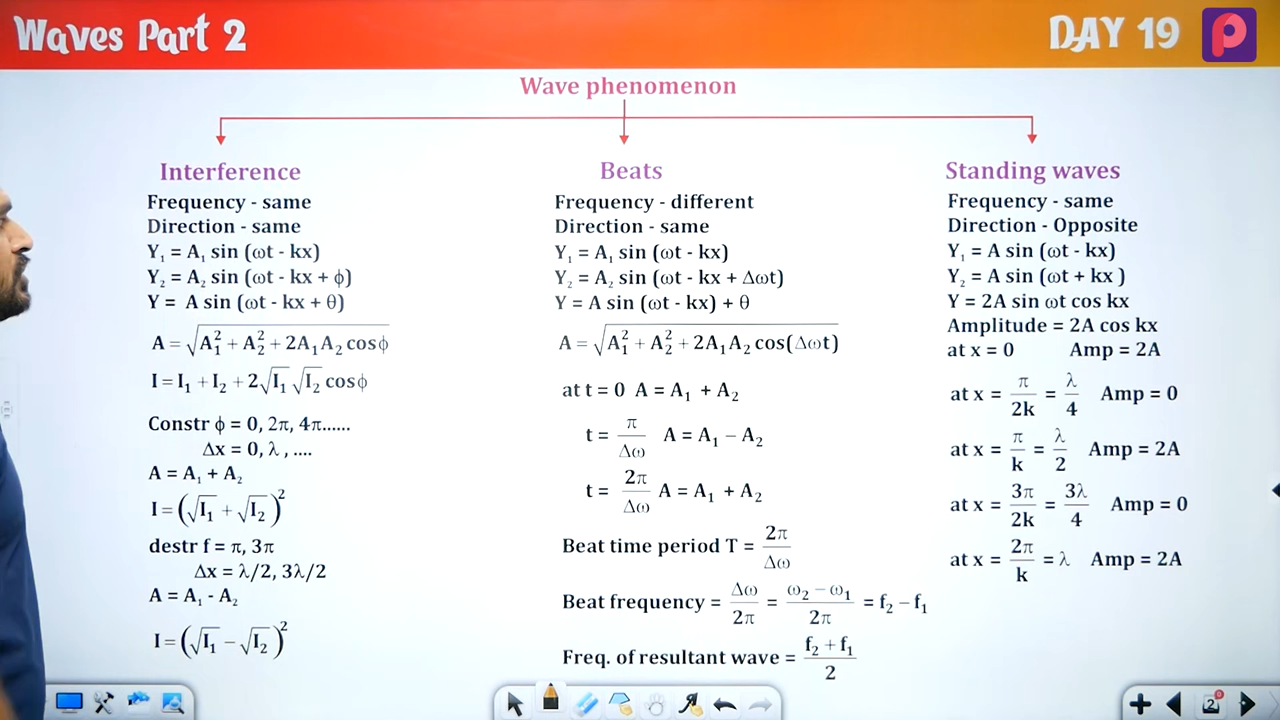 Waves Part 2
DAY 19
Wave phenomenon
Interference
Frequency - same
Direction - same
Y₁ = A₁ sin (ωt - kx)
Y₂ = A₂ sin (ωt - kx + ϕ)
Y = A sin (ωt - kx + θ)
A = √(A₁² + A₂² + 2A₁A₂ cosϕ)
I = I₁ + I₂ + 2√I₁ √I₂ cosϕ
Constr ϕ = 0, 2π, 4π......
Δx = 0, λ , ....
A = A₁ + A₂
I = (√I₁ + √I₂)²
destr f = π, 3π
Δx = λ/2, 3λ/2
A = A₁ - A₂
I = (√I₁ − √I₂)²
Beats
Frequency - different
Direction - same
Y₁ = A₁ sin (ωt - kx)
Y₂ = A₂ sin (ωt - kx + Δωt)
Y = A sin (ωt - kx) + θ
A = √(A₁² + A₂² + 2A₁A₂ cos(Δωt))
at t = 0 A = A₁ + A₂
t = π/Δω A = A₁ − A₂
t = 2π/Δω A = A₁ + A₂
Beat time period T = 2π/Δω
Beat frequency = Δω/2π = (ω₂ − ω₁)/2π = f₂ − f₁
Freq. of resultant wave = (f₂ + f₁)/2
Standing waves
Frequency - same
Direction - Opposite
Y₁ = A sin (ωt - kx)
Y₂ = A sin (ωt + kx )
Y = 2A sin ωt cos kx
Amplitude = 2A cos kx
at x = 0 Amp = 2A
at x = π/2k = λ/4 Amp = 0
at x = π/k = λ/2 Amp = 2A
at x = 3π/2k = 3λ/4 Amp = 0
at x = 2π/k = λ Amp = 2A
2